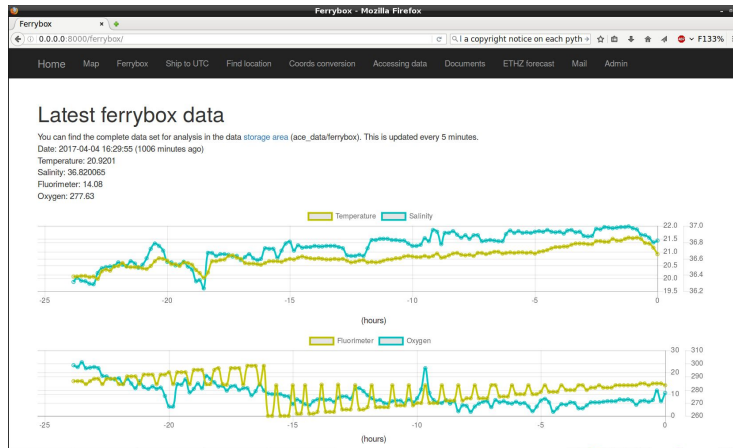 Ferrybox - Mozilla Firefox
Ferrybox × +
0.0.0.0:8000/ferrybox/ l a copyright notice on each pyth F133%
Home Map Ferrybox Ship to UTC Find location Coords conversion Accessing data Documents ETHZ forecast Mail Admin
Latest ferrybox data
You can find the complete data set for analysis in the data storage area (ace_data/ferrybox). This is updated every 5 minutes.
Date: 2017-04-04 16:29:55 (1006 minutes ago)
Temperature: 20.9201
Salinity: 36.820065
Fluorimeter: 14.08
Oxygen: 277.63
Temperature Salinity
22.0 37.0
21.5 36.8
21.0 36.6
20.5
20.0 36.4
19.5 36.2
-25 -20 -15 -10 -5 0
(hours)
Fluorimeter Oxygen
30 310
300
20 290
280
10 270
0 260
-25 -20 -15 -10 -5 0
(hours)